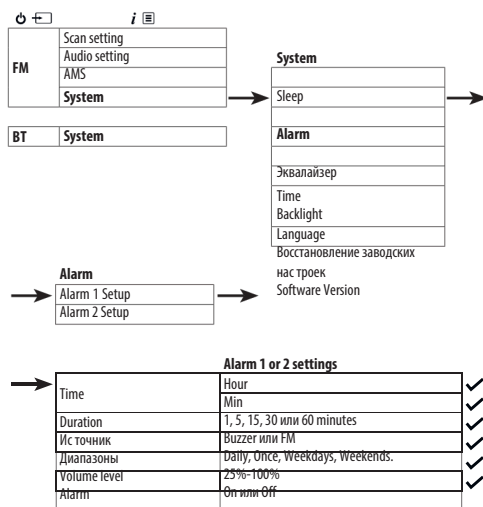 i
FM
Scan setting
Audio setting
AMS
System
BT
System
System
Sleep
Alarm
Эквалайзер
Time
Backlight
Language
Восстановление заводских
нас троек
Software Version
Alarm
Alarm 1 Setup
Alarm 2 Setup
Alarm 1 or 2 settings
Time
Hour
Min
Duration
1, 5, 15, 30 или 60 minutes
Ис точник
Buzzer или FM
Диапазоны
Daily, Once, Weekdays, Weekends.
Volume level
25%-100%
Alarm
On или Off